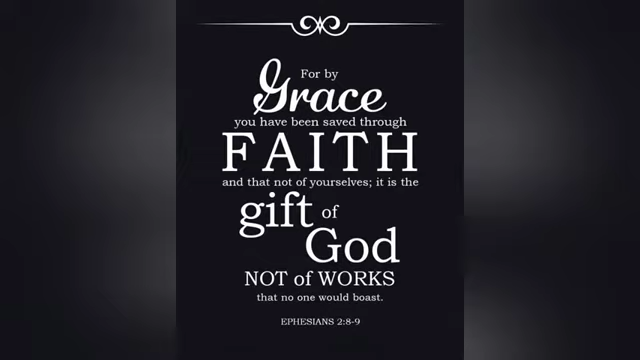 For by
Grace
you have been saved through
FAITH
and that not of yourselves; it is the
gift of
God
NOT of WORKS
that no one would boast.
EPHESIANS 2:8-9